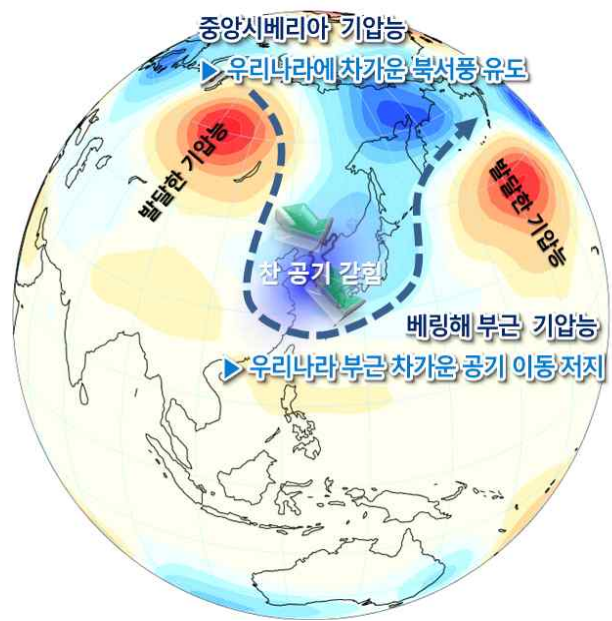 중앙시베리아 기압능
▶ 우리나라에 차가운 북서풍 유도
발달한 기압능
발달한 기압능
찬 공기 갇힘
베링해 부근 기압능
▶ 우리나라 부근 차가운 공기 이동 저지